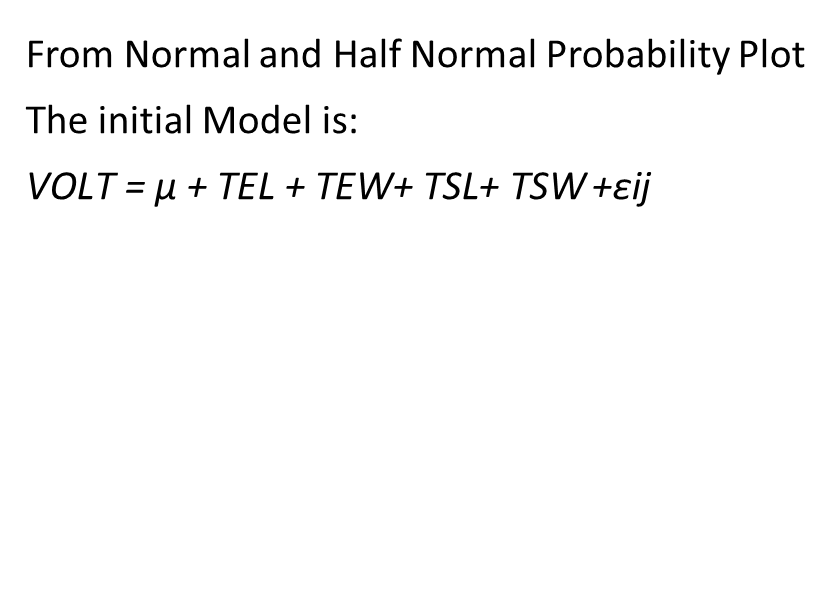 From Normal and Half Normal Probability Plot
The initial Model is:
VOLT = μ + TEL + TEW+ TSL+ TSW +εij